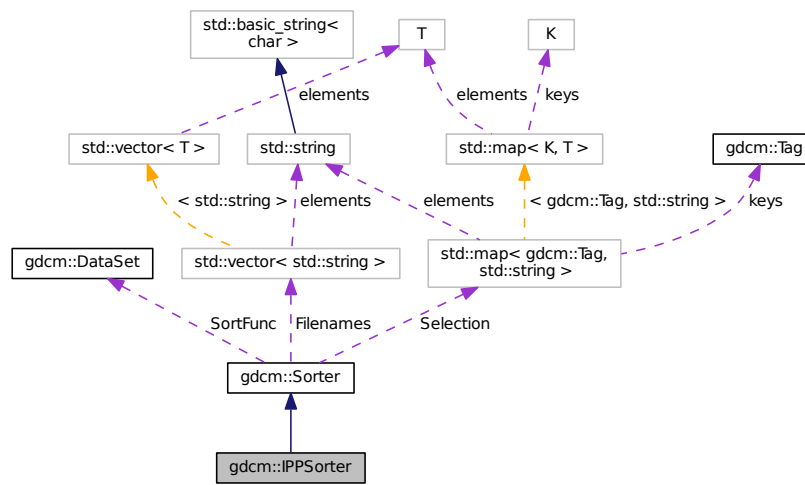 std::basic_string<
char >
T
K
elements
elements
keys
std::vector< T >
std::string
std::map< K, T >
gdcm::Tag
< std::string >
elements
elements
< gdcm::Tag, std::string >
keys
gdcm::DataSet
std::vector< std::string >
std::map< gdcm::Tag,
std::string >
SortFunc
Filenames
Selection
gdcm::Sorter
gdcm::IPPSorter